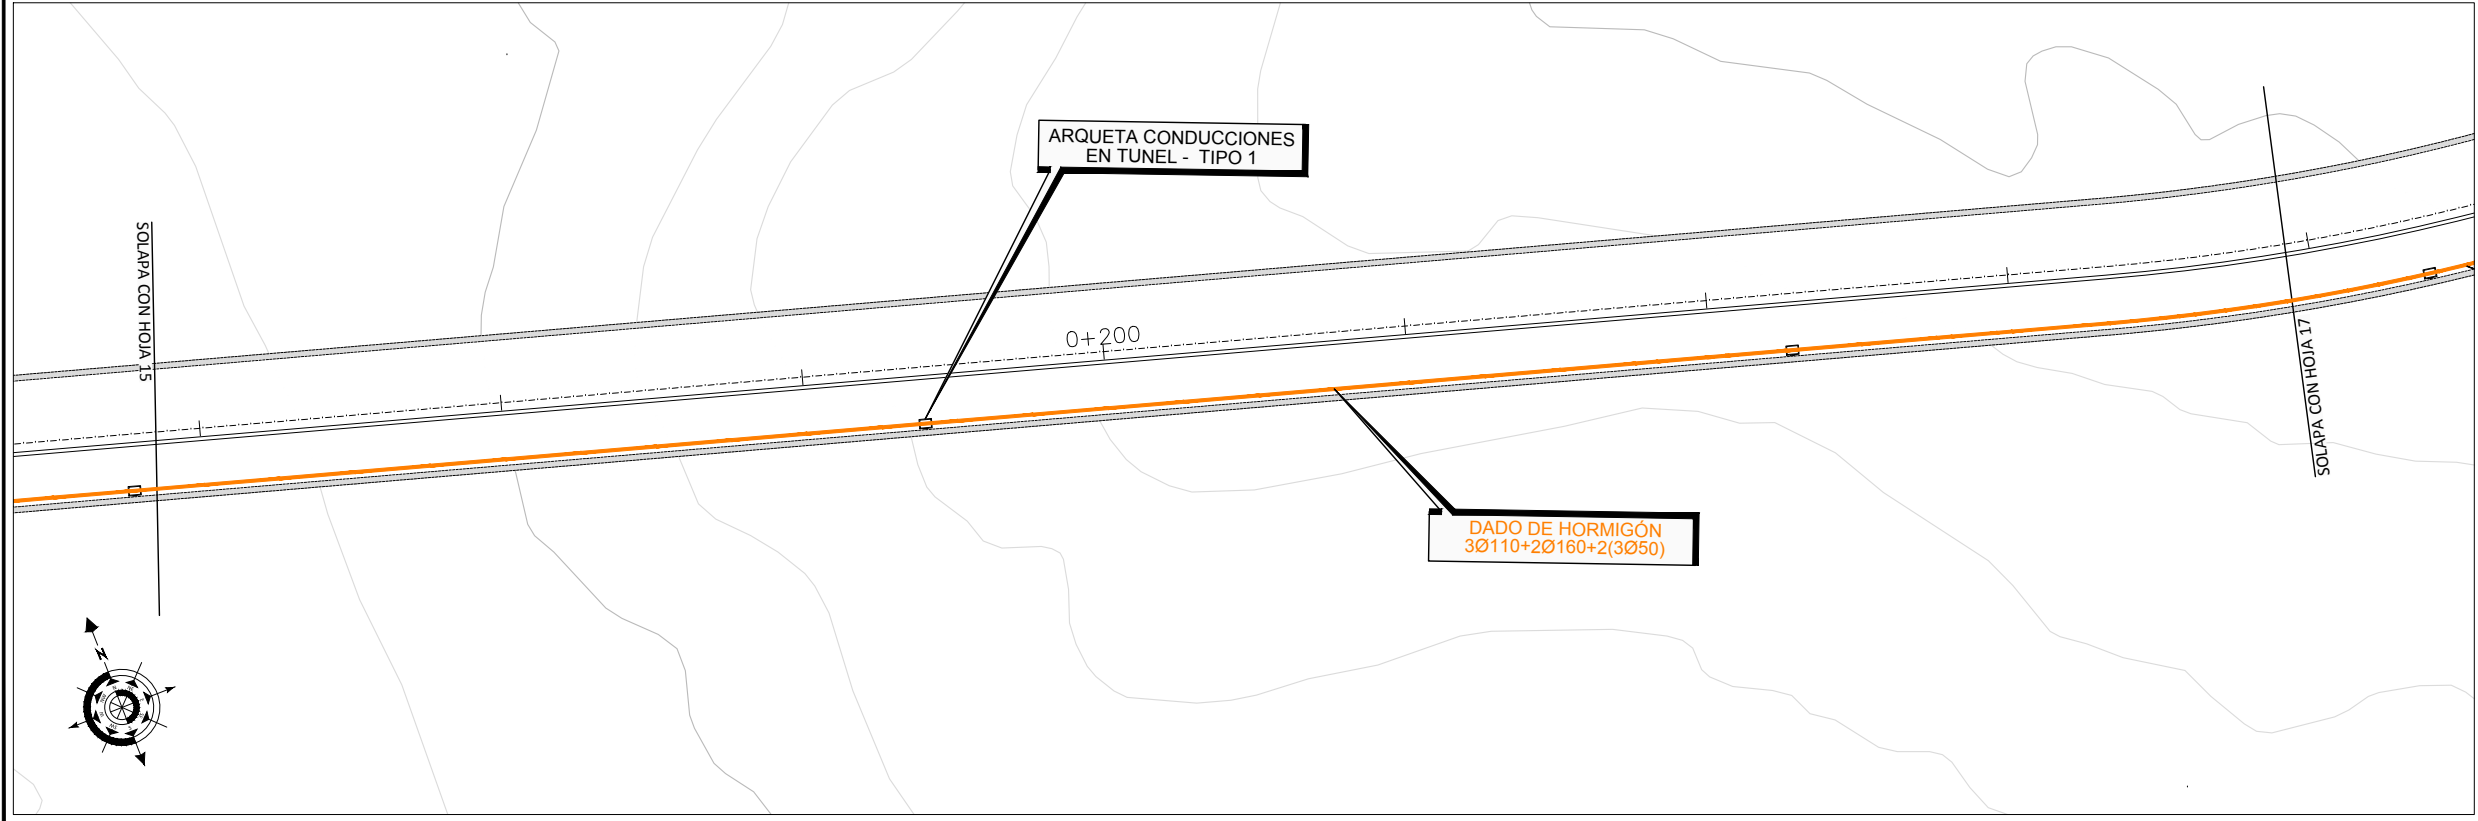 ARQUETA CONDUCCIONES
EN TUNEL - TIPO 1
SOLAPA CON HOJA 15
0+200
SOLAPA CON HOJA 17
DADO DE HORMIGÓN
3Ø110+2Ø160+2(3Ø50)
N